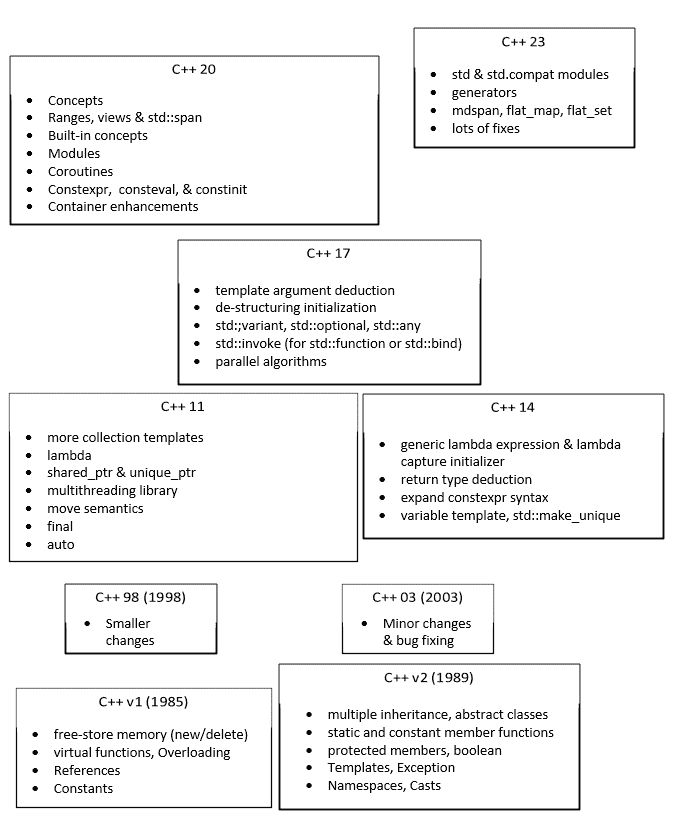 C++ 23
• std & std.compat modules
• generators
• mdspan, flat_map, flat_set
• lots of fixes
C++ 20
• Concepts
• Ranges, views & std::span
• Built-in concepts
• Modules
• Coroutines
• Constexpr, consteval, & constinit
• Container enhancements
C++ 17
• template argument deduction
• de-structuring initialization
• std:;variant, std::optional, std::any
• std::invoke (for std::function or std::bind)
• parallel algorithms
C++ 11
• more collection templates
• lambda
• shared_ptr & unique_ptr
• multithreading library
• move semantics
• final
• auto
C++ 14
• generic lambda expression & lambda
capture initializer
• return type deduction
• expand constexpr syntax
• variable template, std::make_unique
C++ 98 (1998)
• Smaller
changes
C++ 03 (2003)
• Minor changes
& bug fixing
C++ v1 (1985)
• free-store memory (new/delete)
• virtual functions, Overloading
• References
• Constants
C++ v2 (1989)
• multiple inheritance, abstract classes
• static and constant member functions
• protected members, boolean
• Templates, Exception
• Namespaces, Casts